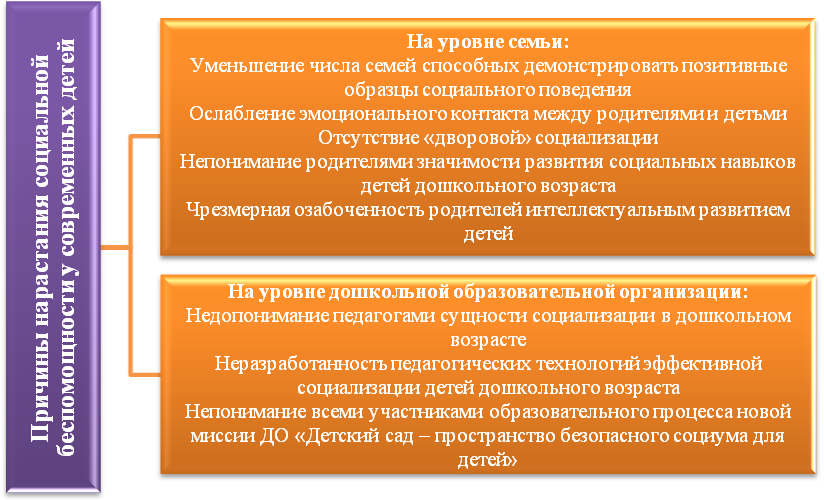 Причины нарастания социальной
беспомощности у современных детей
На уровне семьи:
Уменьшение числа семей способных демонстрировать позитивные
образцы социального поведения
Ослабление эмоционального контакта между родителями и детьми
Отсутствие «дворовой» социализации
Непонимание родителями значимости развития социальных навыков
детей дошкольного возраста
Чрезмерная озабоченность родителей интеллектуальным развитием
детей
На уровне дошкольной образовательной организации:
Недопонимание педагогами сущности социализации в дошкольном
возрасте
Неразработанность педагогических технологий эффективной
социализации детей дошкольного возраста
Непонимание всеми участниками образовательного процесса новой
миссии ДО «Детский сад – пространство безопасного социума для
детей»